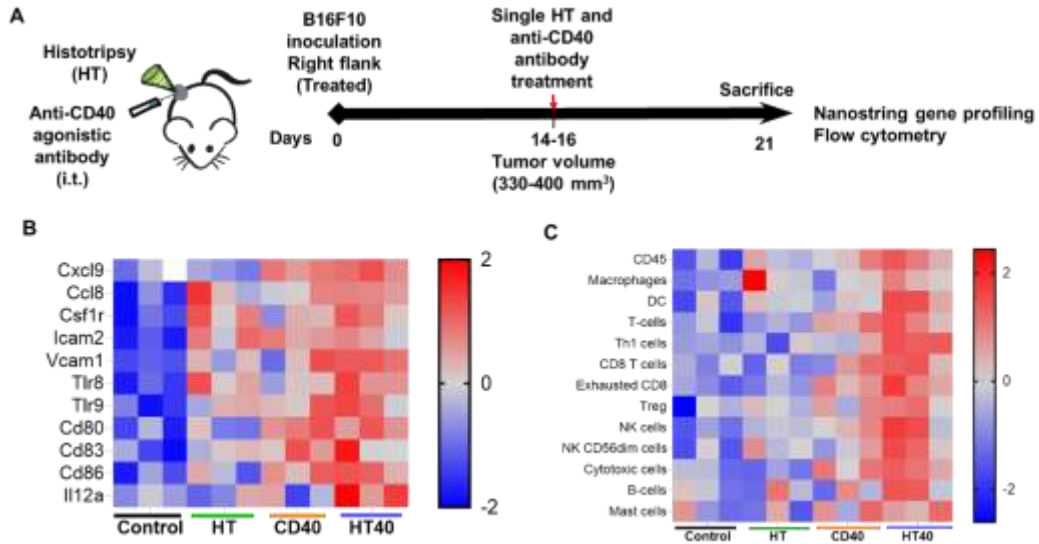 A
Histotripsy
(HT)
Anti-CD40
agonistic
antibody
(i.t.)
B16F10
inoculation
Right flank
(Treated)
Single HT and
anti-CD40
antibody
treatment
Sacrifice
Days
0
14-16
21
Tumor volume
(330-400 mm³)
Nanostring gene profiling
Flow cytometry
B
Cxcl9
Ccl8
Csf1r
Icam2
Vcam1
Tlr8
Tlr9
Cd80
Cd83
Cd86
Il12a
Control
HT
CD40
HT40
2
0
-2
C
CD45
Macrophages
DC
T-cells
Th1 cells
CD8 T cells
Exhausted CD8
Treg
NK cells
NK CD56dim cells
Cytotoxic cells
B-cells
Mast cells
Control
HT
CD40
HT40
2
0
-2